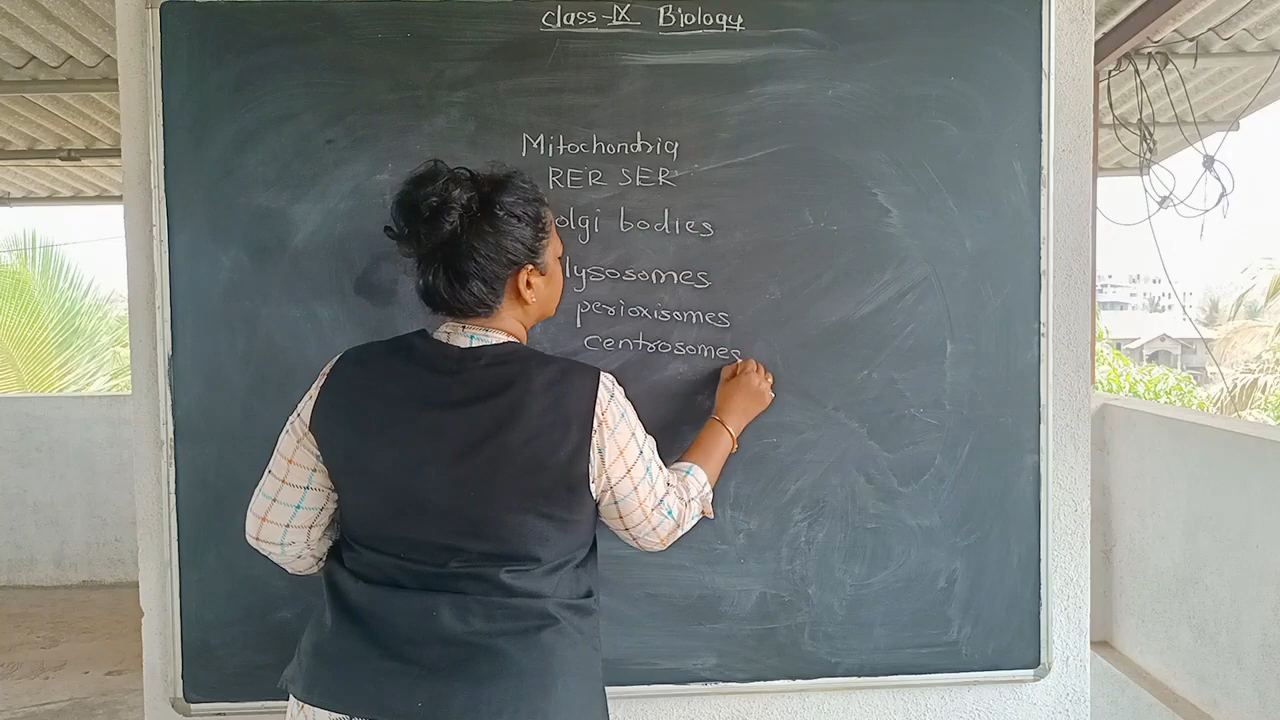 class-IX Biology
Mitochondria
RER SER
olgi bodies
lysosomes
perioxisomes
centrosomes